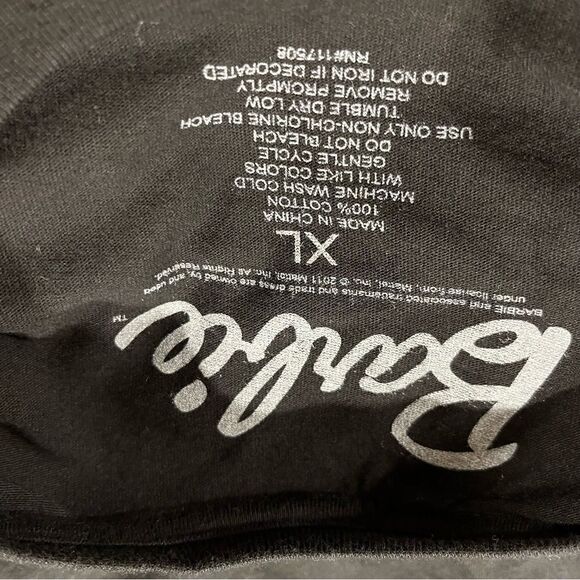 Barbie™
BARBIE and associated trademarks and trade dress are owned by, and used
under license from, Mattel, Inc. © 2011 Mattel, Inc. All Rights Reserved.
XL
MADE IN CHINA
100% COTTON
MACHINE WASH COLD
WITH LIKE COLORS
GENTLE CYCLE
DO NOT BLEACH
USE ONLY NON-CHLORINE BLEACH
TUMBLE DRY LOW
REMOVE PROMPTLY
DO NOT IRON IF DECORATED
RN#117508